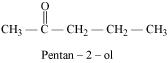 O
CH₃ — C — CH₂ — CH₂ — CH₃
Pentan – 2 – ol